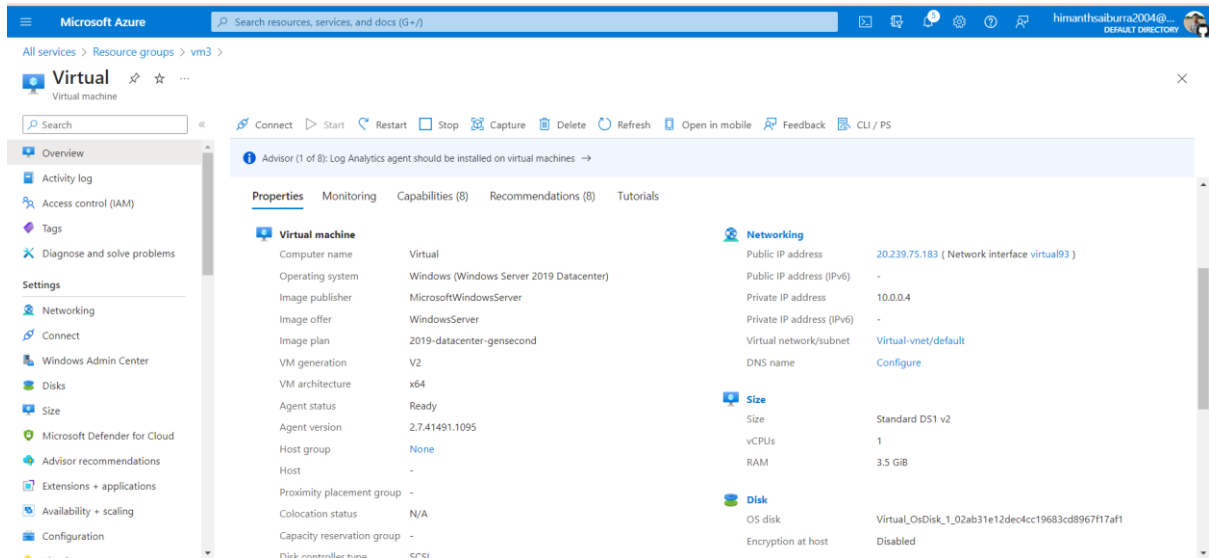 Microsoft Azure
Search resources, services, and docs (G+/)
5
himanthsaiburra2004@...
DEFAULT DIRECTORY
All services > Resource groups > vm3 >
Virtual
Virtual machine
Search
Connect Start Restart Stop Capture Delete Refresh Open in mobile Feedback CLI / PS
Advisor (1 of 8): Log Analytics agent should be installed on virtual machines →
Overview
Activity log
Access control (IAM)
Tags
Diagnose and solve problems
Settings
Networking
Connect
Windows Admin Center
Disks
Size
Microsoft Defender for Cloud
Advisor recommendations
Extensions + applications
Availability + scaling
Configuration
Properties Monitoring Capabilities (8) Recommendations (8) Tutorials
Virtual machine
Computer name Virtual
Operating system Windows (Windows Server 2019 Datacenter)
Image publisher MicrosoftWindowsServer
Image offer WindowsServer
Image plan 2019-datacenter-gensecond
VM generation V2
VM architecture x64
Agent status Ready
Agent version 2.7.41491.1095
Host group None
Host -
Proximity placement group -
Colocation status N/A
Capacity reservation group -
Disk controller type SCSI
Networking
Public IP address 20.239.75.183 ( Network interface virtual93 )
Public IP address (IPv6) -
Private IP address 10.0.0.4
Private IP address (IPv6) -
Virtual network/subnet Virtual-vnet/default
DNS name Configure
Size
Size Standard DS1 v2
vCPUs 1
RAM 3.5 GiB
Disk
OS disk Virtual_OsDisk_1_02ab31e12dec4cc19683cd8967f17af1
Encryption at host Disabled